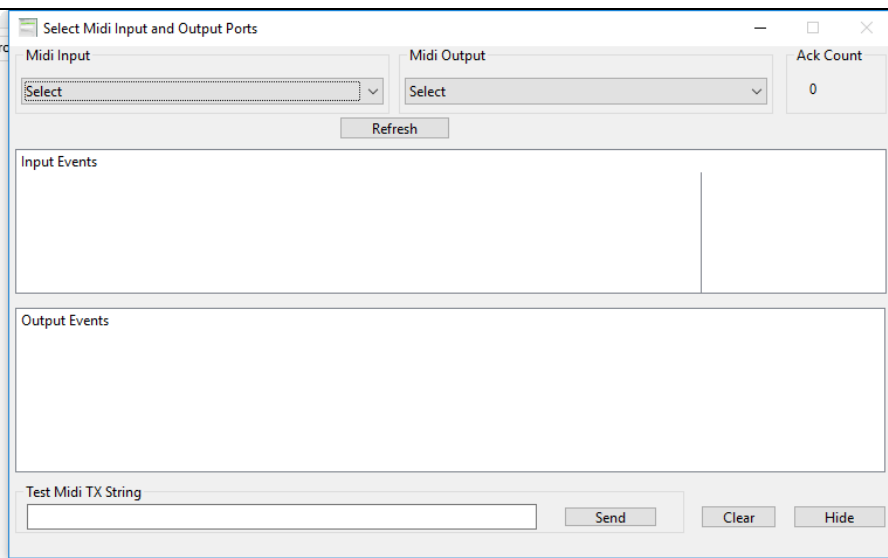 Select Midi Input and Output Ports
Midi Input
Midi Output
Ack Count
Select
Select
0
Refresh
Input Events
Output Events
Test Midi TX String
Send
Clear
Hide